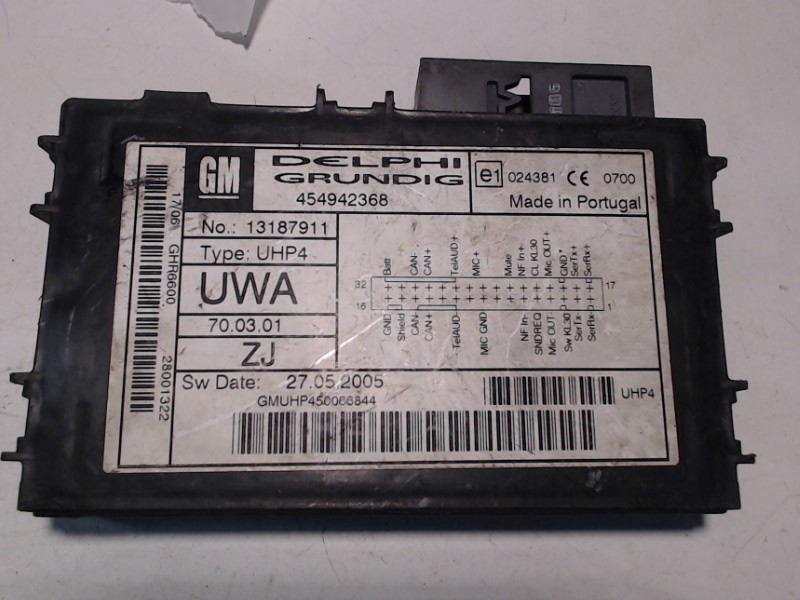 GM
DELPHI
GRUNDIG
454942368
e1 024381 CE 0700
Made in Portugal
No.: 13187911
Type: UHP4
UWA
70.03.01
ZJ
Sw Date: 27.05.2005
GMUHP450066844
UHP4
17/06 GHR6600
28001322
Batt
CAN-
CAN+
TelAUD+
MIC+
Mute
NF In+
CL KL30
Mic OUT+
GND*
SerTx+
SerRx+
32
17
16
1
GND
Shield
CAN-
CAN+
TelAUD-
MIC GND
NF In-
SNDREQ
Mic OUT-
Sw KL30
SerTx-
SerRx-